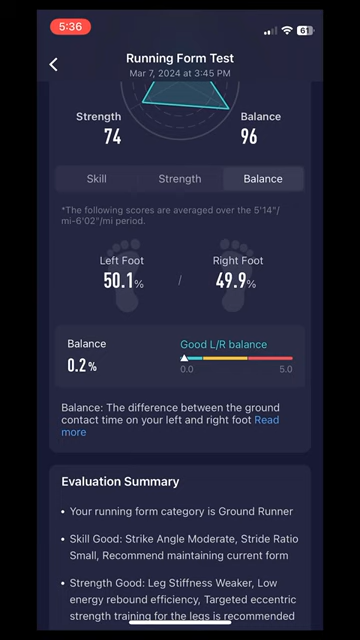 5:36
61
Running Form Test
Mar 7, 2024 at 3:45 PM
Strength
Balance
74
96
Skill
Strength
Balance
*The following scores are averaged over the 5'14"/
mi-6'02"/mi period.
Left Foot
Right Foot
50.1%
/
49.9%
Balance
Good L/R balance
0.2%
0.0
5.0
Balance: The difference between the ground
contact time on your left and right foot Read
more
Evaluation Summary
• Your running form category is Ground Runner
• Skill Good: Strike Angle Moderate, Stride Ratio
Small, Recommend maintaining current form
• Strength Good: Leg Stiffness Weaker, Low
energy rebound efficiency, Targeted eccentric
strength training for the legs is recommended